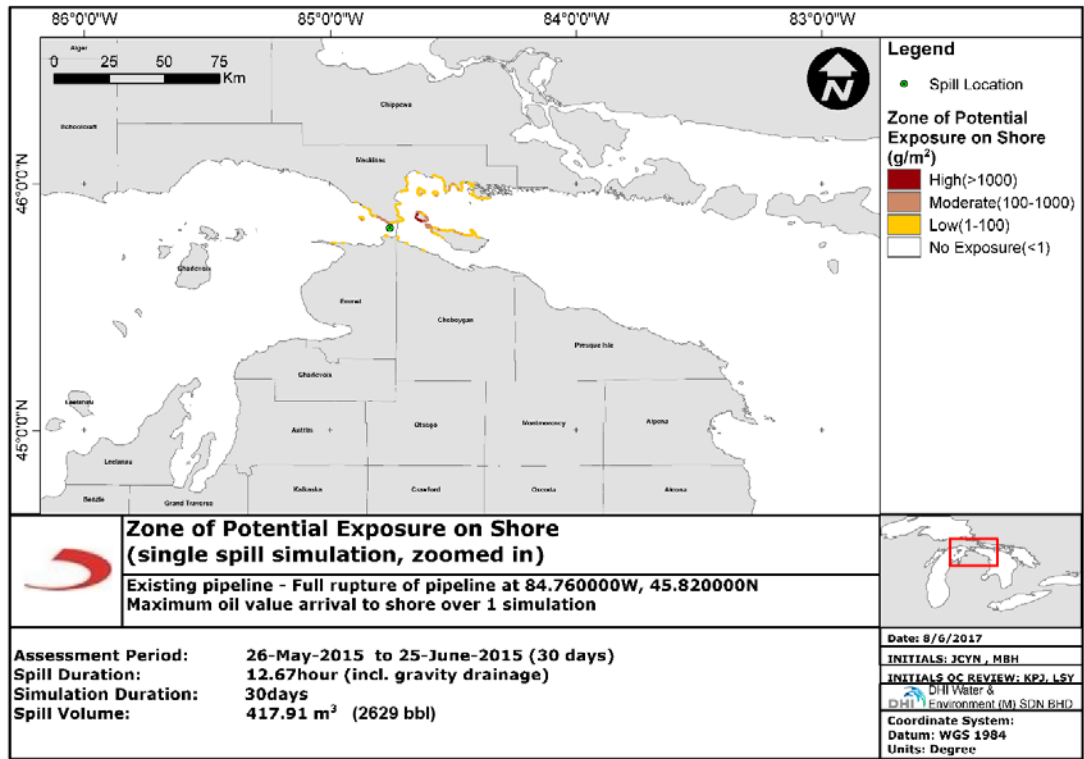 86°0'0"W 85°0'0"W 84°0'0"W 83°0'0"W
46°0'0"N
45°0'0"N
0 25 50 75
Km
N
Alger
Chippewa
Schoolcraft
Mackinac
Charlevoix
Emmet
Cheboygan
Presque Isle
Charlevoix
Leelanau
Antrim
Otsego
Montmorency
Alpena
Leelanau
Benzie
Grand Traverse
Kalkaska
Crawford
Oscoda
Alcona
Legend
Spill Location
Zone of Potential
Exposure on Shore
(g/m²)
High(>1000)
Moderate(100-1000)
Low(1-100)
No Exposure(<1)
Zone of Potential Exposure on Shore
(single spill simulation, zoomed in)
Existing pipeline - Full rupture of pipeline at 84.760000W, 45.820000N
Maximum oil value arrival to shore over 1 simulation
Assessment Period: 26-May-2015 to 25-June-2015 (30 days)
Spill Duration: 12.67hour (incl. gravity drainage)
Simulation Duration: 30days
Spill Volume: 417.91 m³ (2629 bbl)
Date: 8/6/2017
INITIALS: JCYN , MBH
INITIALS QC REVIEW: KPJ, LSY
DHI
DHI Water &
Environment (M) SDN BHD
Coordinate System:
Datum: WGS 1984
Units: Degree